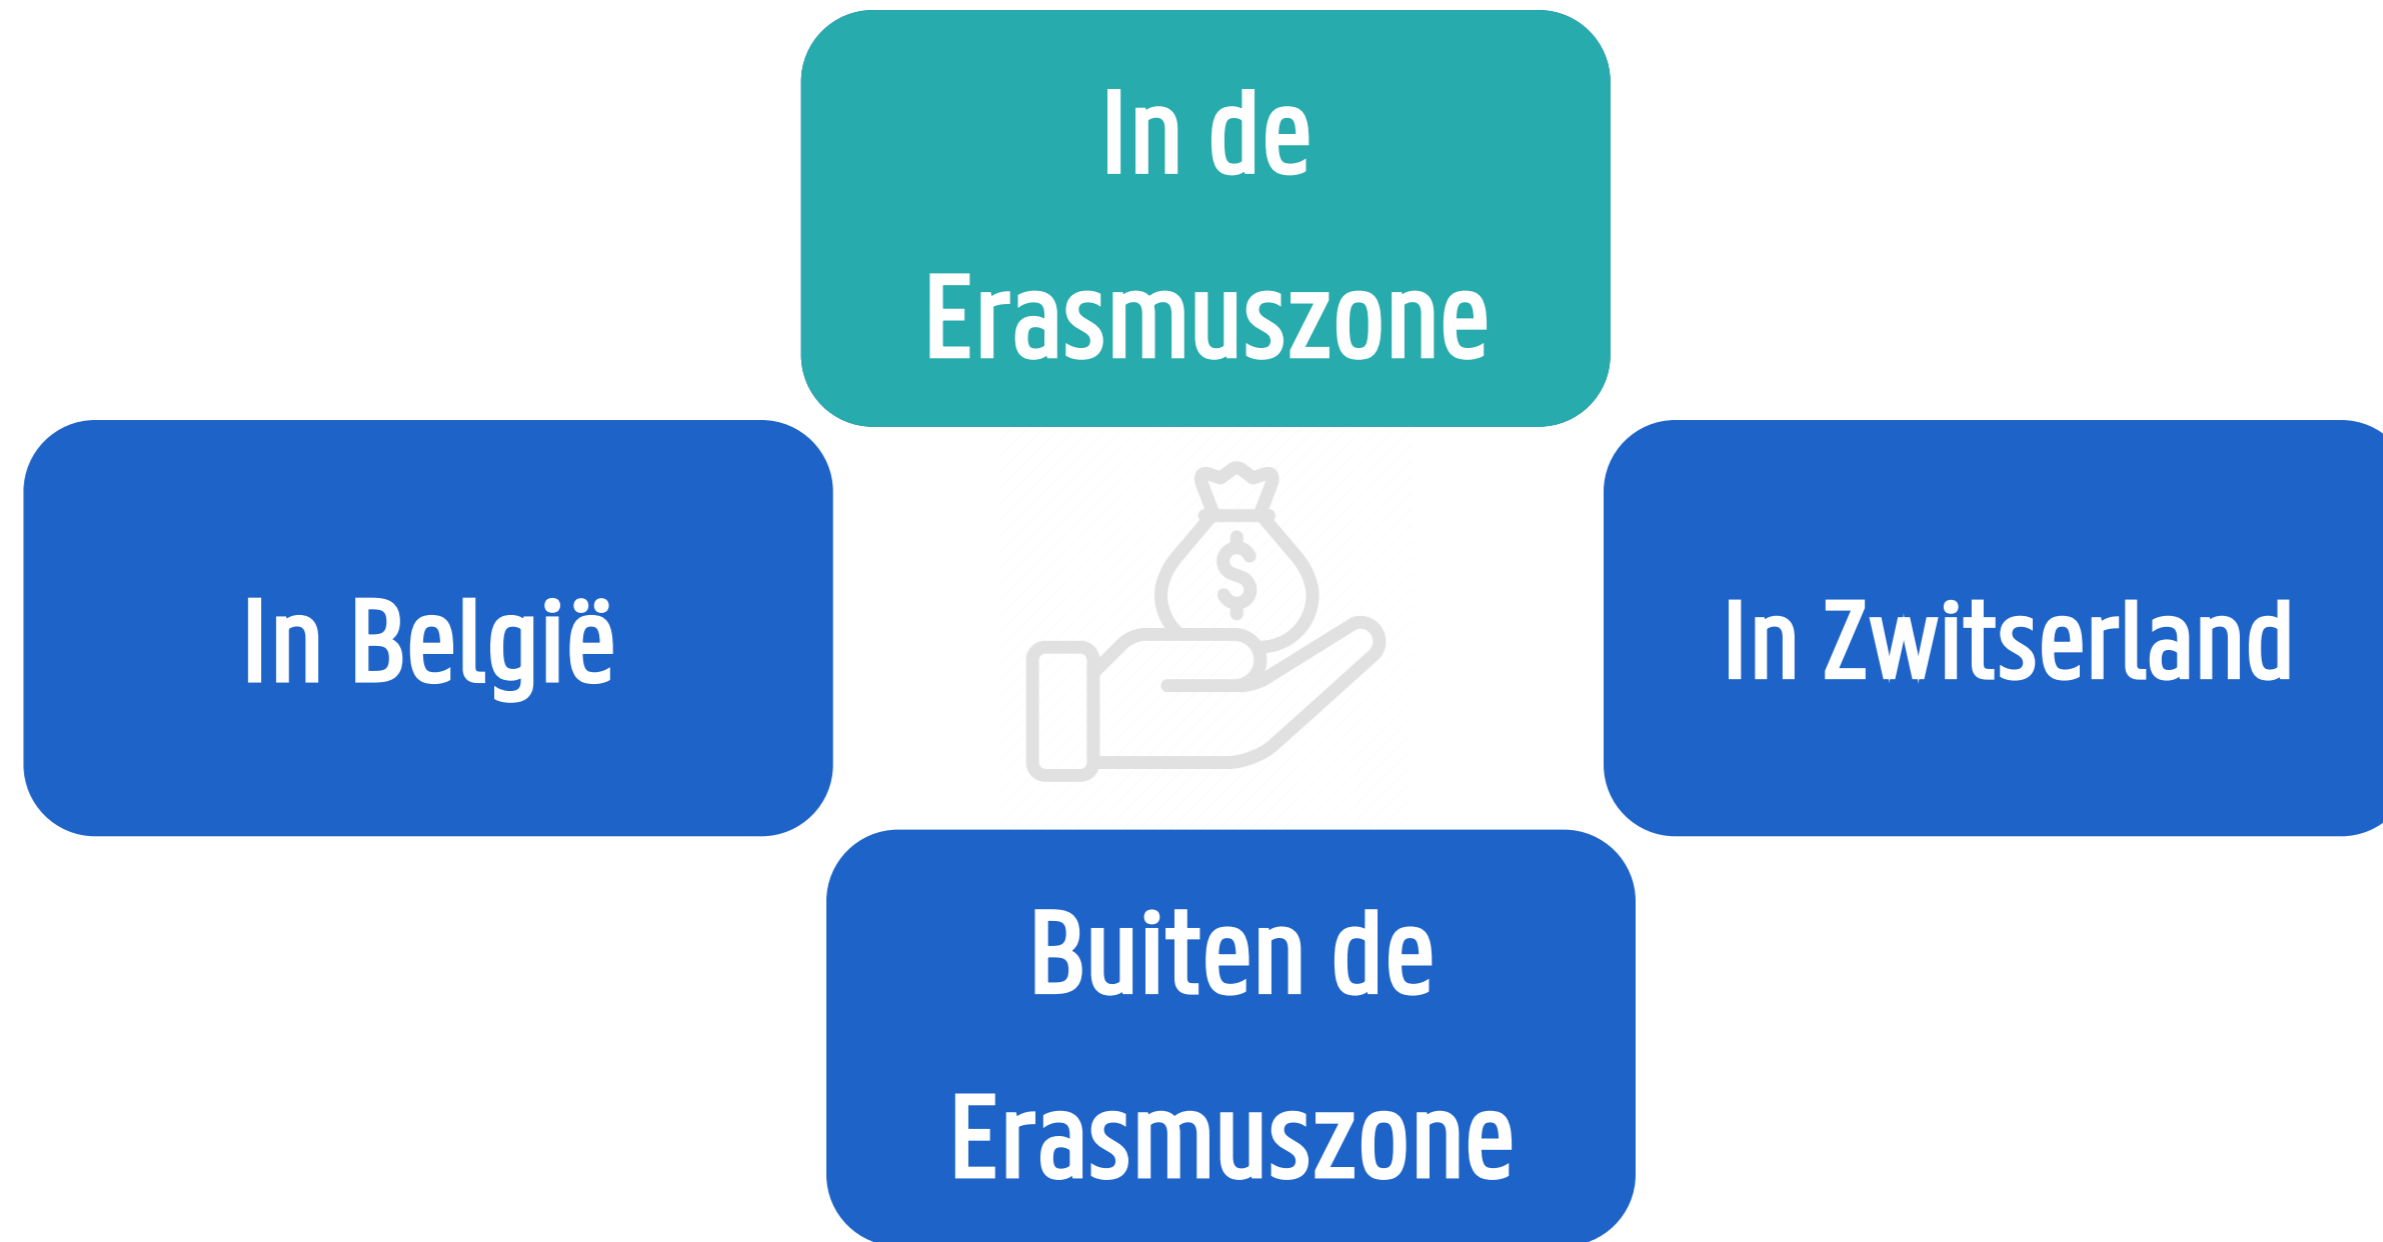 In de
Erasmuszone
In België
$
In Zwitserland
Buiten de
Erasmuszone